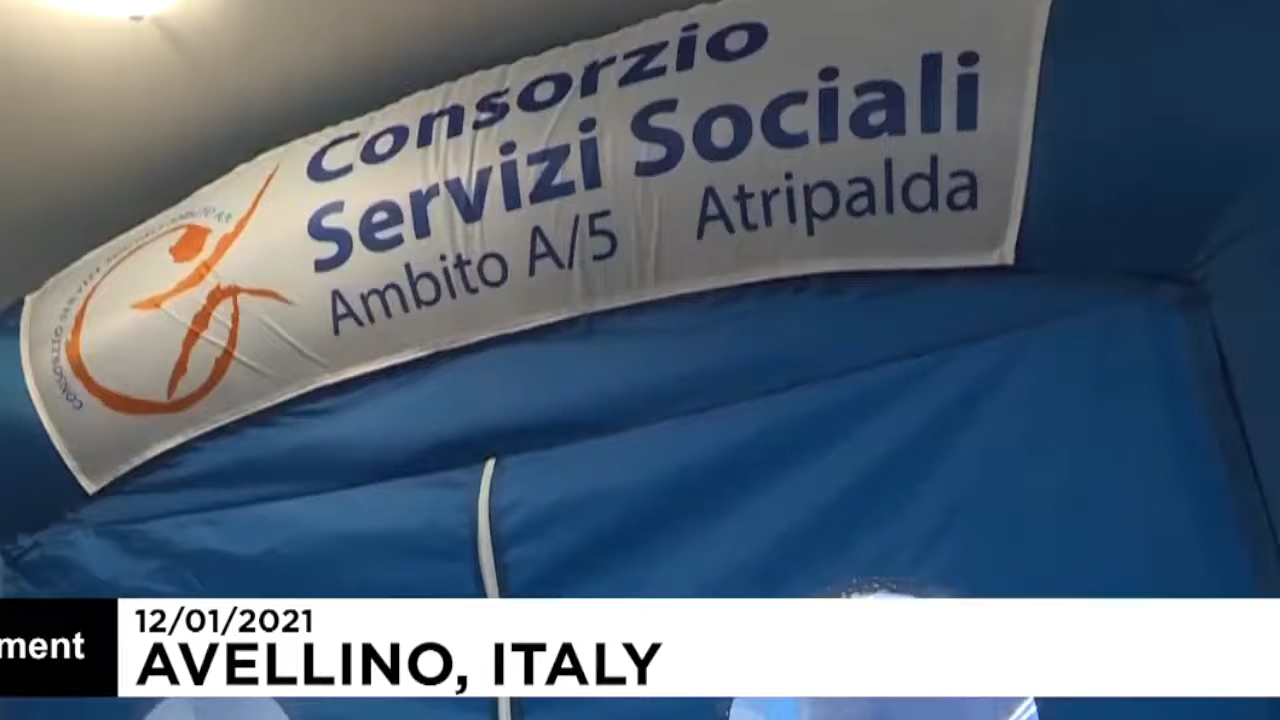 Consorzio
Servizi Sociali
Ambito A/5 Atripalda
ment
12/01/2021
AVELLINO, ITALY